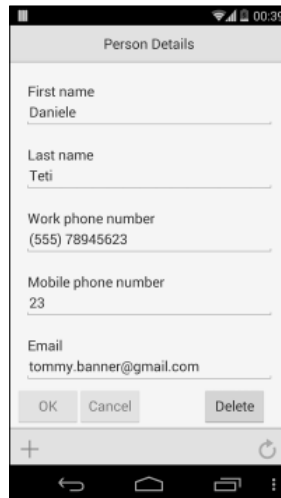 00:39
Person Details
First name
Daniele
Last name
Teti
Work phone number
(555) 78945623
Mobile phone number
23
Email
tommy.banner@gmail.com
OK Cancel Delete